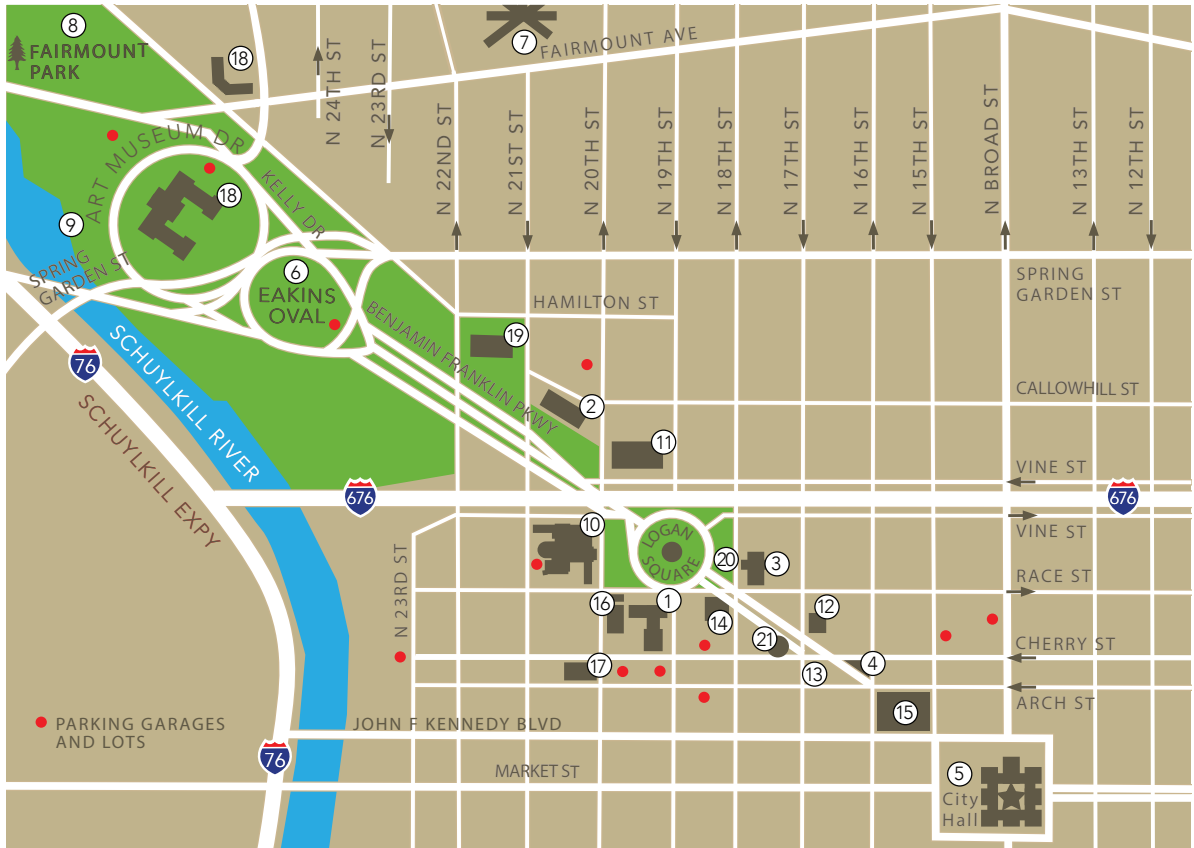 8
FAIRMOUNT
PARK
18
7
FAIRMOUNT AVE
N 24TH ST
N 23RD ST
N 22ND ST
N 21ST ST
N 20TH ST
N 19TH ST
N 18TH ST
N 17TH ST
N 16TH ST
N 15TH ST
N BROAD ST
N 13TH ST
N 12TH ST
ART MUSEUM DR
18
KELLY DR
9
SPRING
GARDEN ST
6
EAKINS
OVAL
SPRING
GARDEN ST
HAMILTON ST
BENJAMIN FRANKLIN PKWY
19
76
SCHUYLKILL RIVER
SCHUYLKILL EXPY
2
CALLOWHILL ST
11
VINE ST
676
676
10
LOGAN
SQUARE
VINE ST
20
3
N 23RD ST
RACE ST
16
1
14
12
21
CHERRY ST
17
13
4
ARCH ST
15
PARKING GARAGES
AND LOTS
JOHN F KENNEDY BLVD
76
MARKET ST
5
City
Hall